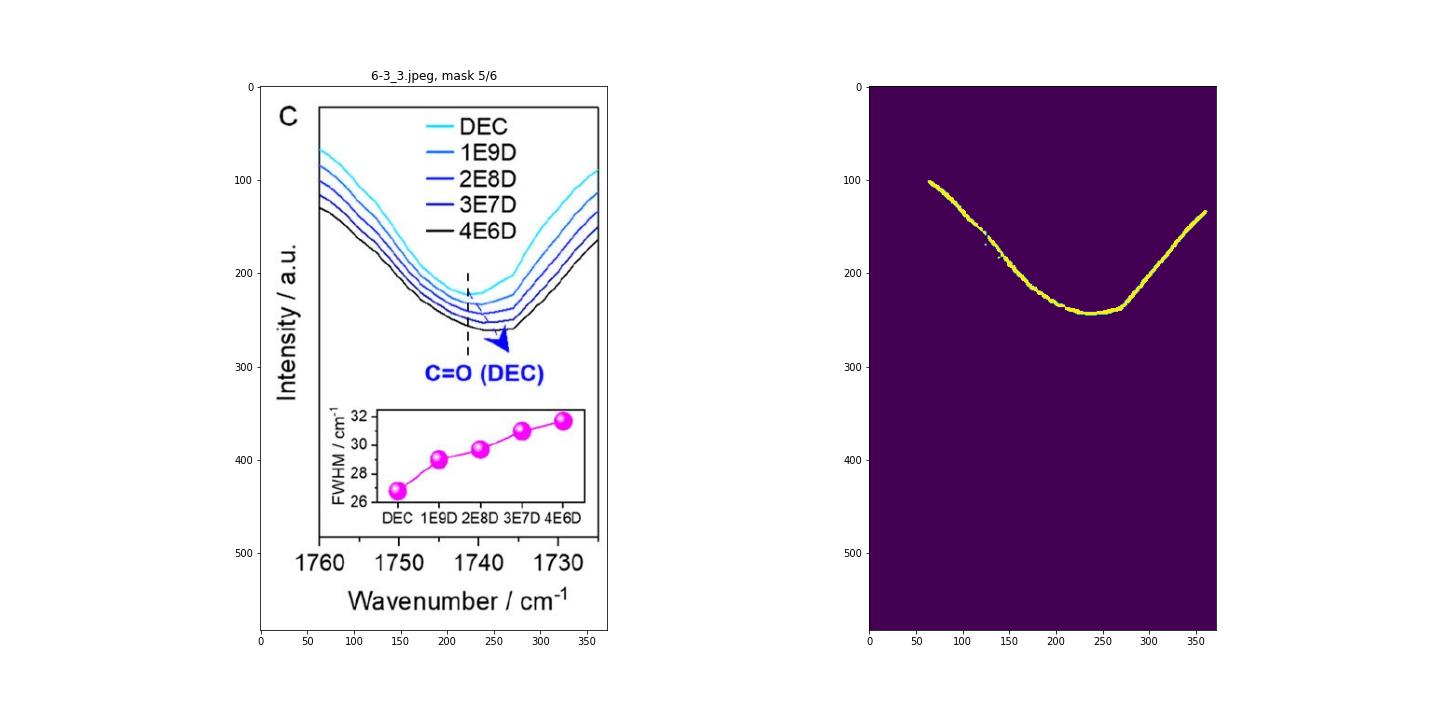 6-3_3.jpeg, mask 5/6
0
100
200
300
400
500
0 50 100 150 200 250 300 350
C
DEC
1E9D
2E8D
3E7D
4E6D
Intensity / a.u.
C=O (DEC)
FWHM / cm-1
32
30
28
26
DEC 1E9D 2E8D 3E7D 4E6D
1760 1750 1740 1730
Wavenumber / cm-1
0
100
200
300
400
500
0 50 100 150 200 250 300 350